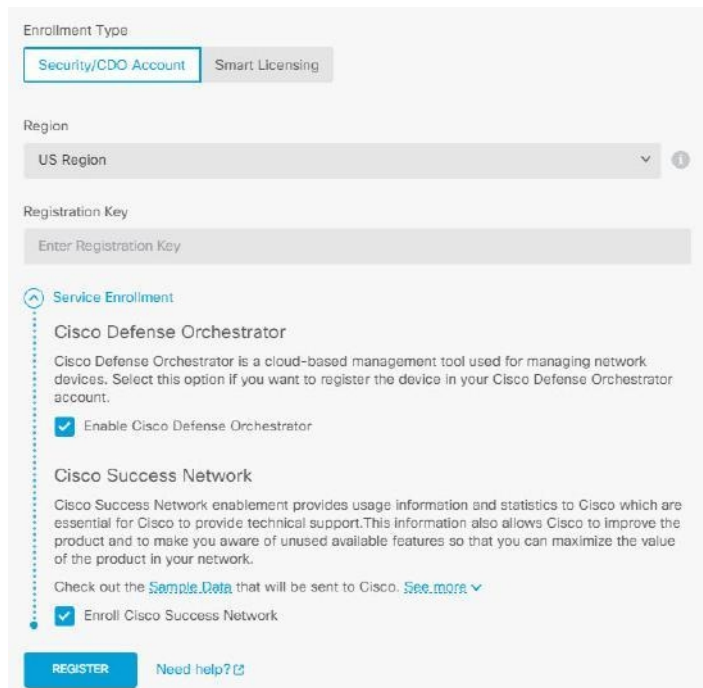 Enrollment Type
Security/CDO Account Smart Licensing
Region
US Region
Registration Key
Enter Registration Key
Service Enrollment
Cisco Defense Orchestrator
Cisco Defense Orchestrator is a cloud-based management tool used for managing network
devices. Select this option if you want to register the device in your Cisco Defense Orchestrator
account.
Enable Cisco Defense Orchestrator
Cisco Success Network
Cisco Success Network enablement provides usage information and statistics to Cisco which are
essential for Cisco to provide technical support.This information also allows Cisco to improve the
product and to make you aware of unused available features so that you can maximize the value
of the product in your network.
Check out the Sample Data that will be sent to Cisco. See more
Enroll Cisco Success Network
REGISTER Need help?